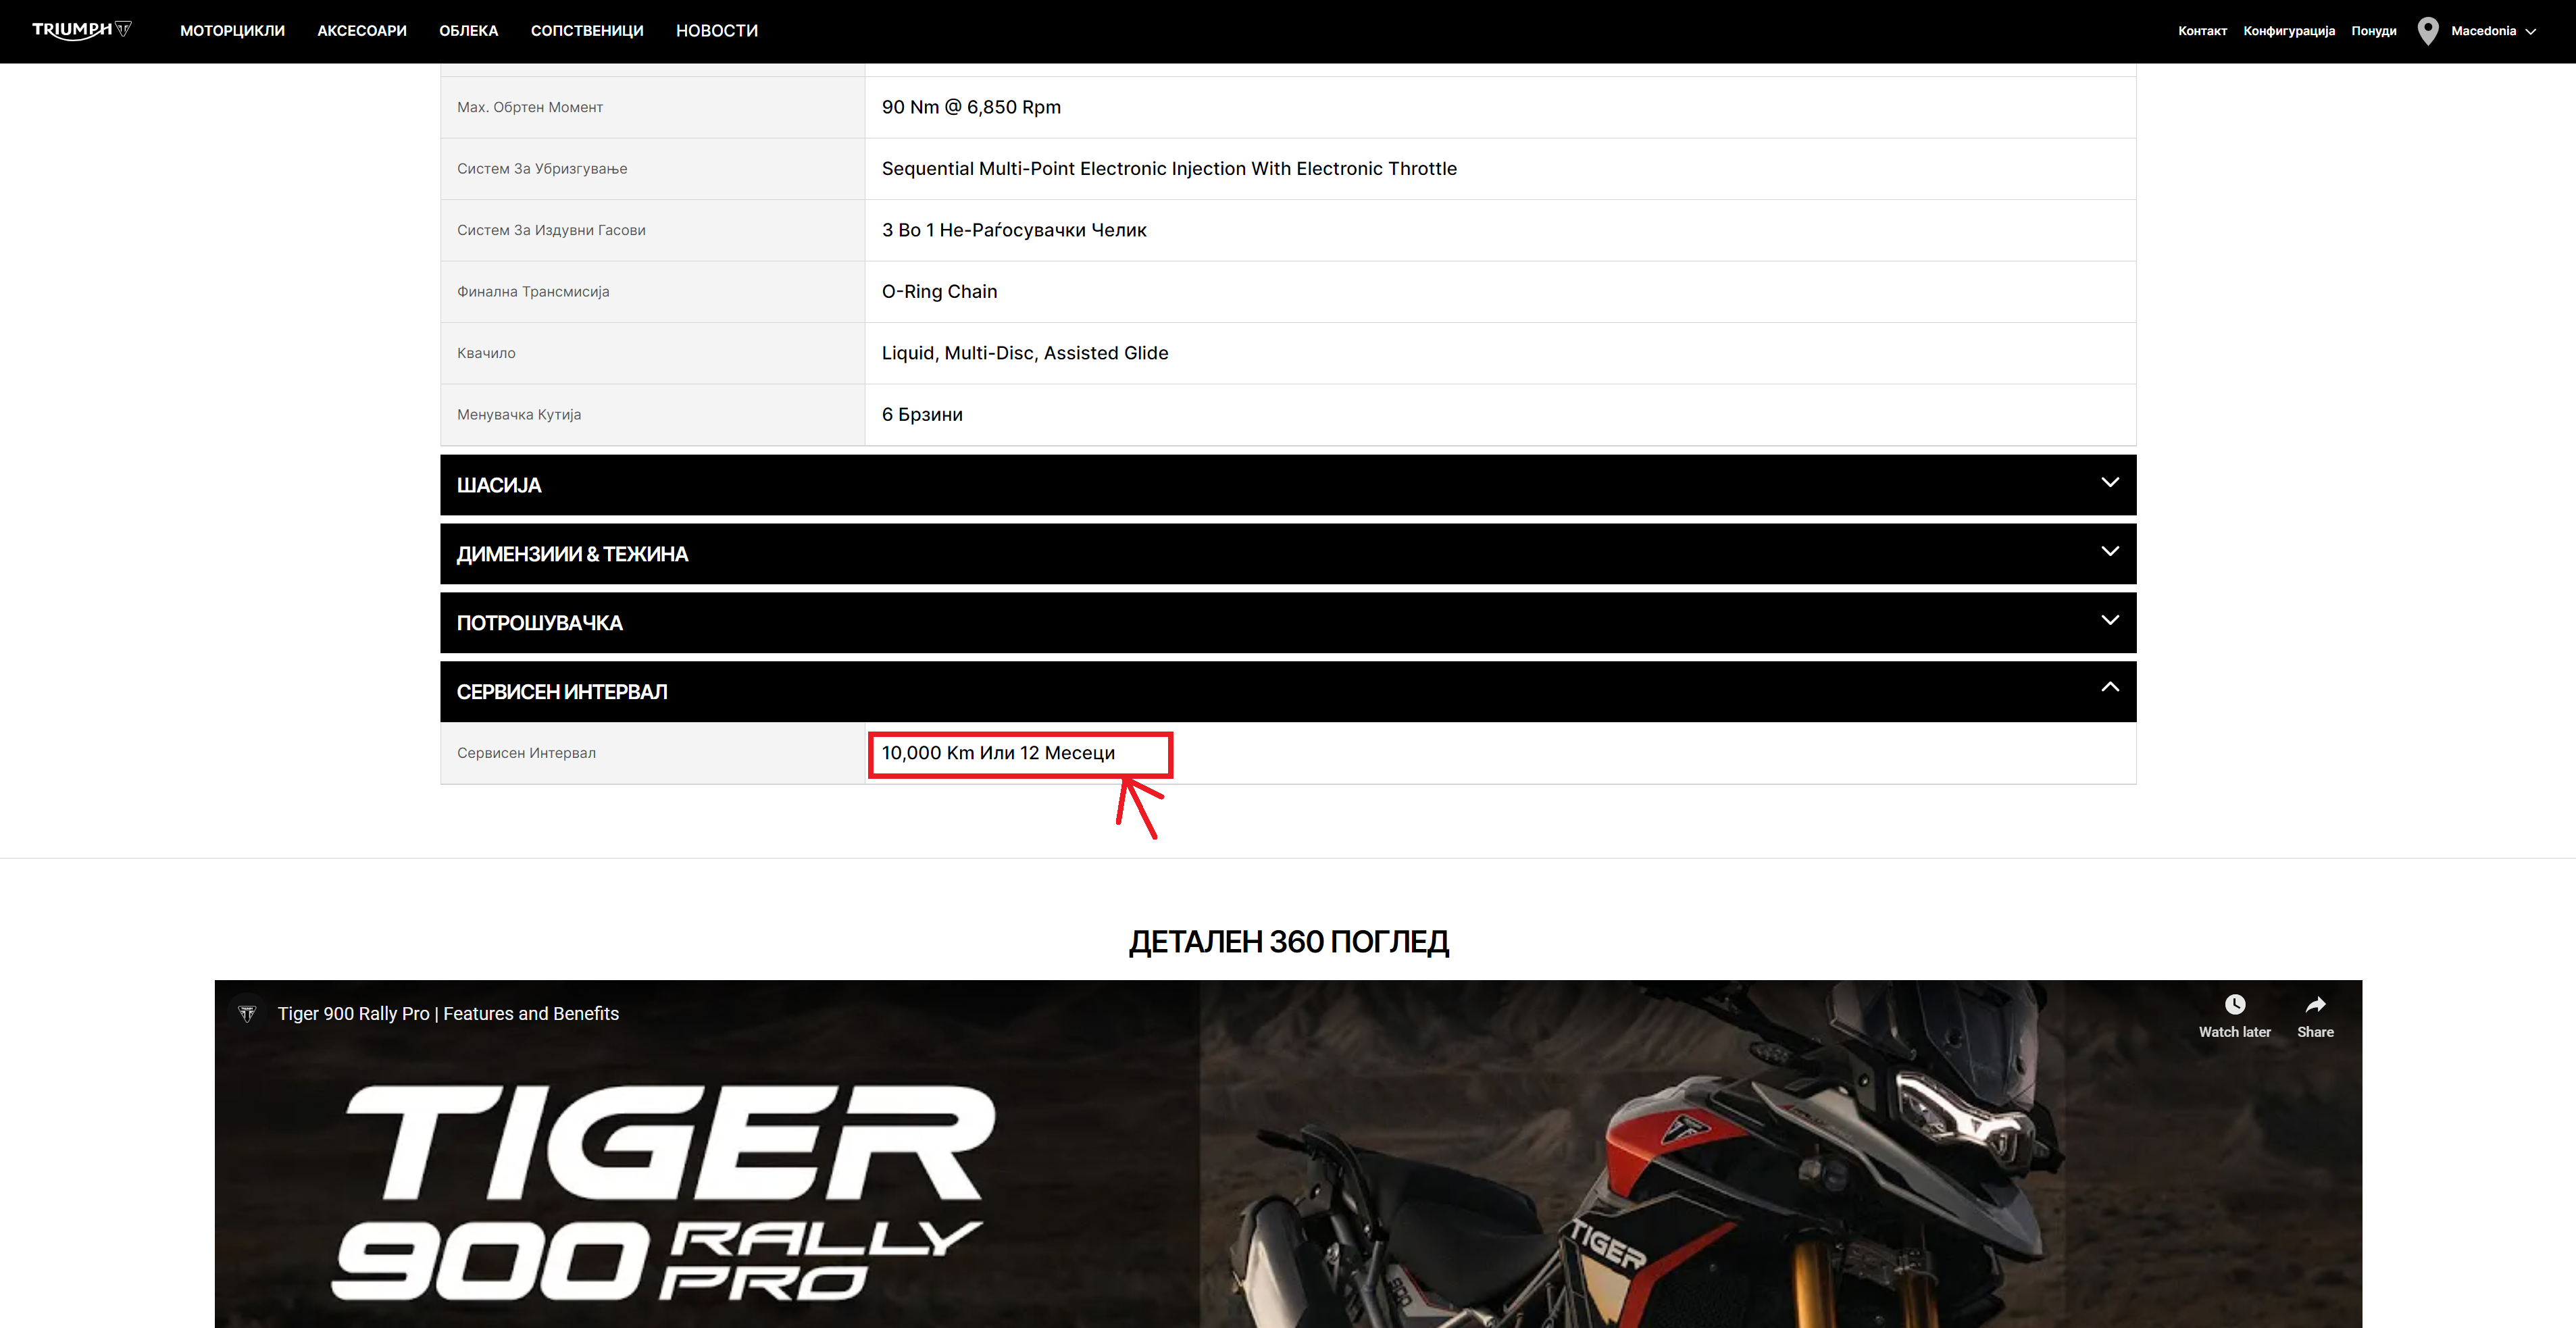 TRIUMPH
МОТОРЦИКЛИ АКСЕСОАРИ ОБЛЕКА СОПСТВЕНИЦИ НОВОСТИ
Контакт Конфигурација Понуди Macedonia
Мах. Обртен Момент 90 Nm @ 6,850 Rpm
Систем За Убризгување Sequential Multi-Point Electronic Injection With Electronic Throttle
Систем За Издувни Гасови 3 Во 1 Не-Раѓосувачки Челик
Финална Трансмисија O-Ring Chain
Квачило Liquid, Multi-Disc, Assisted Glide
Менувачка Кутија 6 Брзини
ШАСИЈА
ДИМЕНЗИИИ & ТЕЖИНА
ПОТРОШУВАЧКА
СЕРВИСЕН ИНТЕРВАЛ
Сервисен Интервал 10,000 Km Или 12 Месеци
ДЕТАЛЕН 360 ПОГЛЕД
Tiger 900 Rally Pro | Features and Benefits
Watch later Share
TIGER
900 RALLY
PRO
TIGER
900